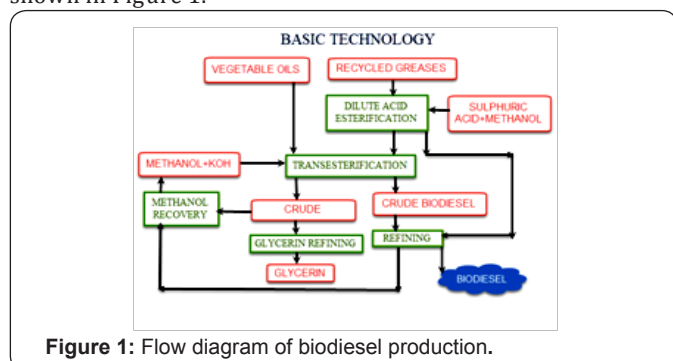 shown in Figure 1.
BASIC TECHNOLOGY
VEGETABLE OILS
RECYCLED GREASES
DILUTE ACID
ESTERIFICATION
SULPHURIC
ACID+METHANOL
METHANOL+KOH
TRANSESTERIFICATION
METHANOL
RECOVERY
CRUDE
CRUDE BIODIESEL
GLYCERIN REFINING
REFINING
GLYCERIN
BIODIESEL
Figure 1: Flow diagram of biodiesel production.